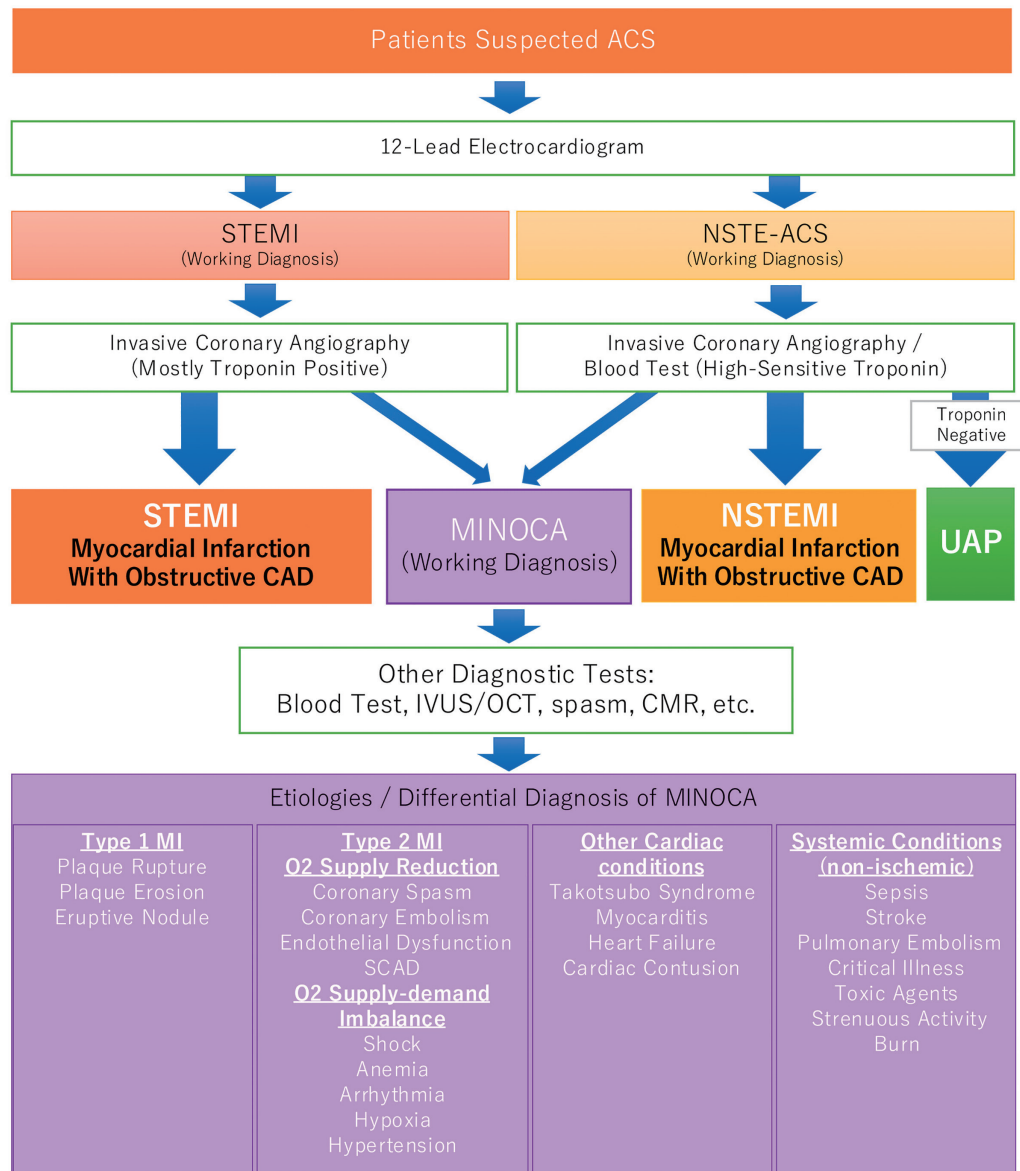 Patients Suspected ACS
12-Lead Electrocardiogram
STEMI
(Working Diagnosis)
NSTE-ACS
(Working Diagnosis)
Invasive Coronary Angiography
(Mostly Troponin Positive)
Invasive Coronary Angiography /
Blood Test (High-Sensitive Troponin)
Troponin
Negative
STEMI
Myocardial Infarction
With Obstructive CAD
MINOCA
(Working Diagnosis)
NSTEMI
Myocardial Infarction
With Obstructive CAD
UAP
Other Diagnostic Tests:
Blood Test, IVUS/OCT, spasm, CMR, etc.
Etiologies / Differential Diagnosis of MINOCA
Type 1 MI
Plaque Rupture
Plaque Erosion
Eruptive Nodule
Type 2 MI
O2 Supply Reduction
Coronary Spasm
Coronary Embolism
Endothelial Dysfunction
SCAD
O2 Supply-demand
Imbalance
Shock
Anemia
Arrhythmia
Hypoxia
Hypertension
Other Cardiac
conditions
Takotsubo Syndrome
Myocarditis
Heart Failure
Cardiac Contusion
Systemic Conditions
(non-ischemic)
Sepsis
Stroke
Pulmonary Embolism
Critical Illness
Toxic Agents
Strenuous Activity
Burn